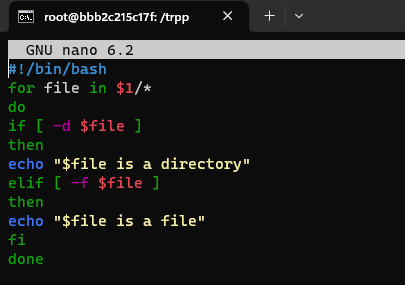 root@bbb2c215c17f: /trpp
GNU nano 6.2
#!/bin/bash
for file in $1/*
do
if [ -d $file ]
then
echo "$file is a directory"
elif [ -f $file ]
then
echo "$file is a file"
fi
done